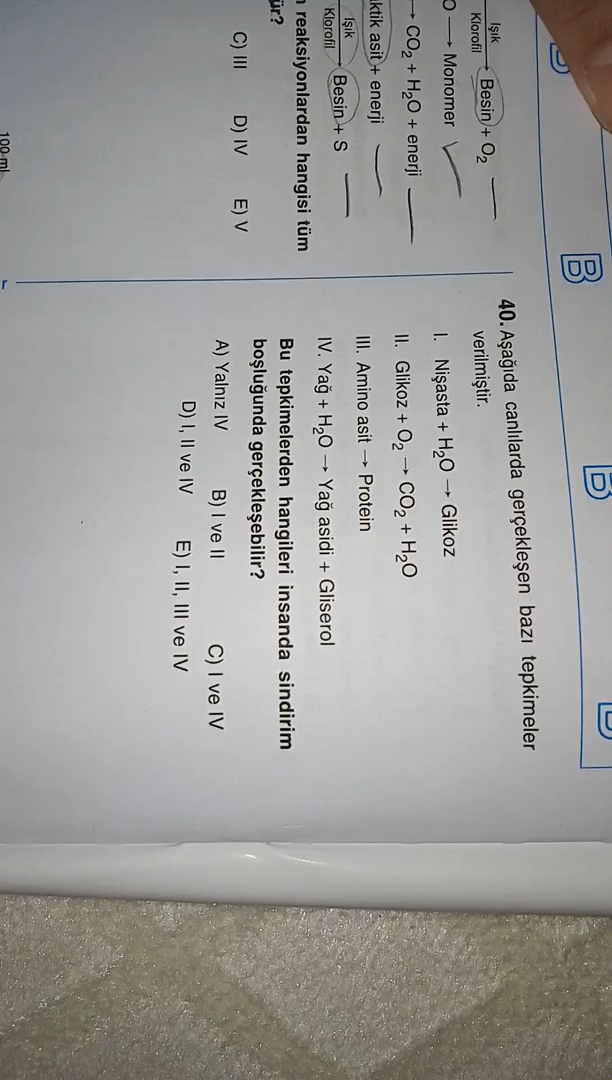 B
B
Işık
Klorofil → Besin + O₂
→ Monomer
→ CO₂ + H₂O + enerji
asit + enerji
Işık
Klorofil → Besin + S
reaksiyonlardan hangisi tüm
C) III D) IV E) V
100 ml
40. Aşağıda canlılarda gerçekleşen bazı tepkimeler
verilmiştir.
I. Nişasta + H₂O → Glikoz
II. Glikoz + O₂ → CO₂ + H₂O
III. Amino asit → Protein
IV. Yağ + H₂O → Yağ asidi + Gliserol
Bu tepkimelerden hangileri insanda sindirim
boşluğunda gerçekleşebilir?
A) Yalnız IV B) I ve II C) I ve IV
D) I, II ve IV E) I, II, III ve IV